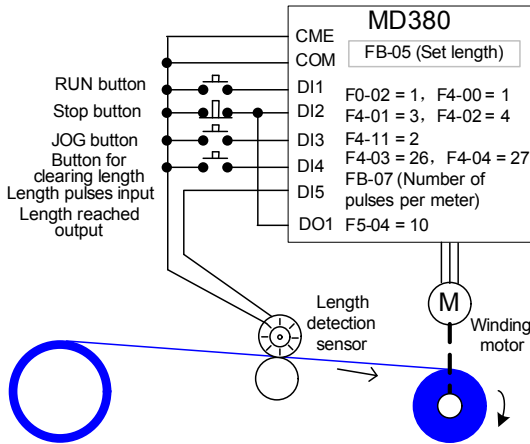 MD380
FB-05 (Set length)
CME
COM
RUN button
DI1
F0-02 = 1, F4-00 = 1
Stop button
DI2
F4-01 = 3, F4-02 = 4
JOG button
DI3
F4-11 = 2
Button for
clearing length
DI4
F4-03 = 26, F4-04 = 27
Length pulses input
DI5
FB-07 (Number of
pulses per meter)
Length reached
output
DO1
F5-04 = 10
M
Length
detection
sensor
Winding
motor